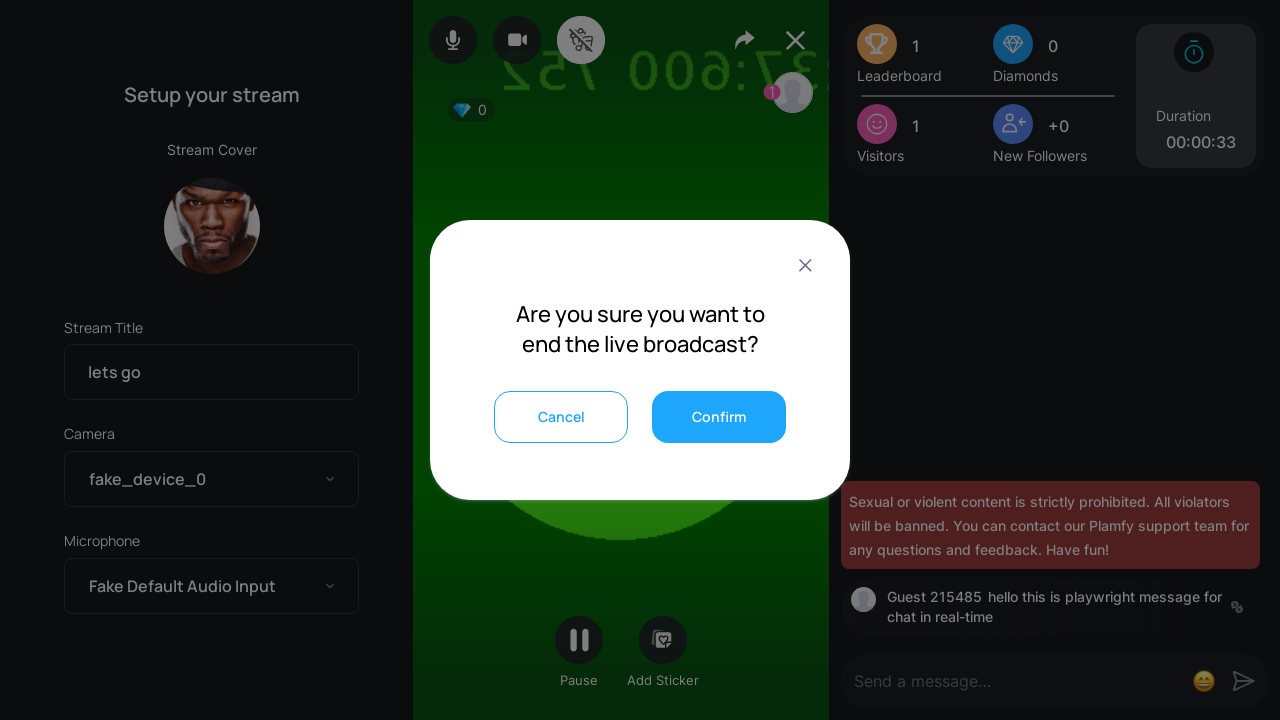 Setup your stream
Stream Cover
Stream Title
lets go
Camera
fake_device_0
Microphone
Fake Default Audio Input
0
1
Are you sure you want to
end the live broadcast?
Cancel
Confirm
Pause
Add Sticker
1
Leaderboard
0
Diamonds
1
Visitors
+0
New Followers
Duration
00:00:33
Sexual or violent content is strictly prohibited. All violators
will be banned. You can contact our Plamfy support team for
any questions and feedback. Have fun!
Guest 215485 hello this is playwright message for
chat in real-time
Send a message...